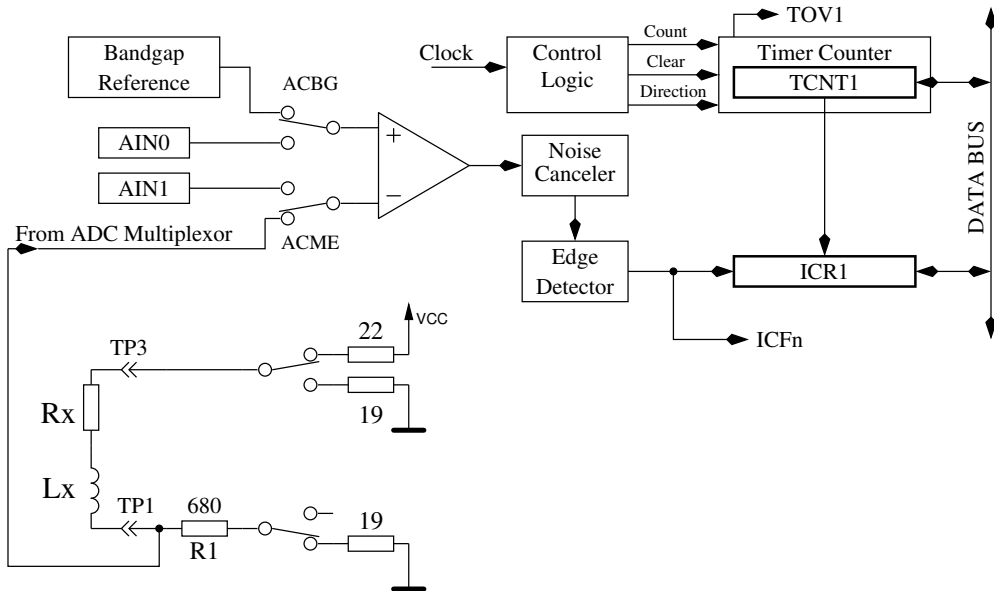 TOV1
Bandgap
Reference
ACBG
Clock
Control
Logic
Count
Clear
Direction
Timer Counter
TCNT1
AIN0
+
Noise
Canceler
AIN1
−
DATA BUS
From ADC Multiplexor
ACME
Edge
Detector
ICR1
ICFn
VCC
22
TP3
19
Rx
Lx
TP1
680
R1
19